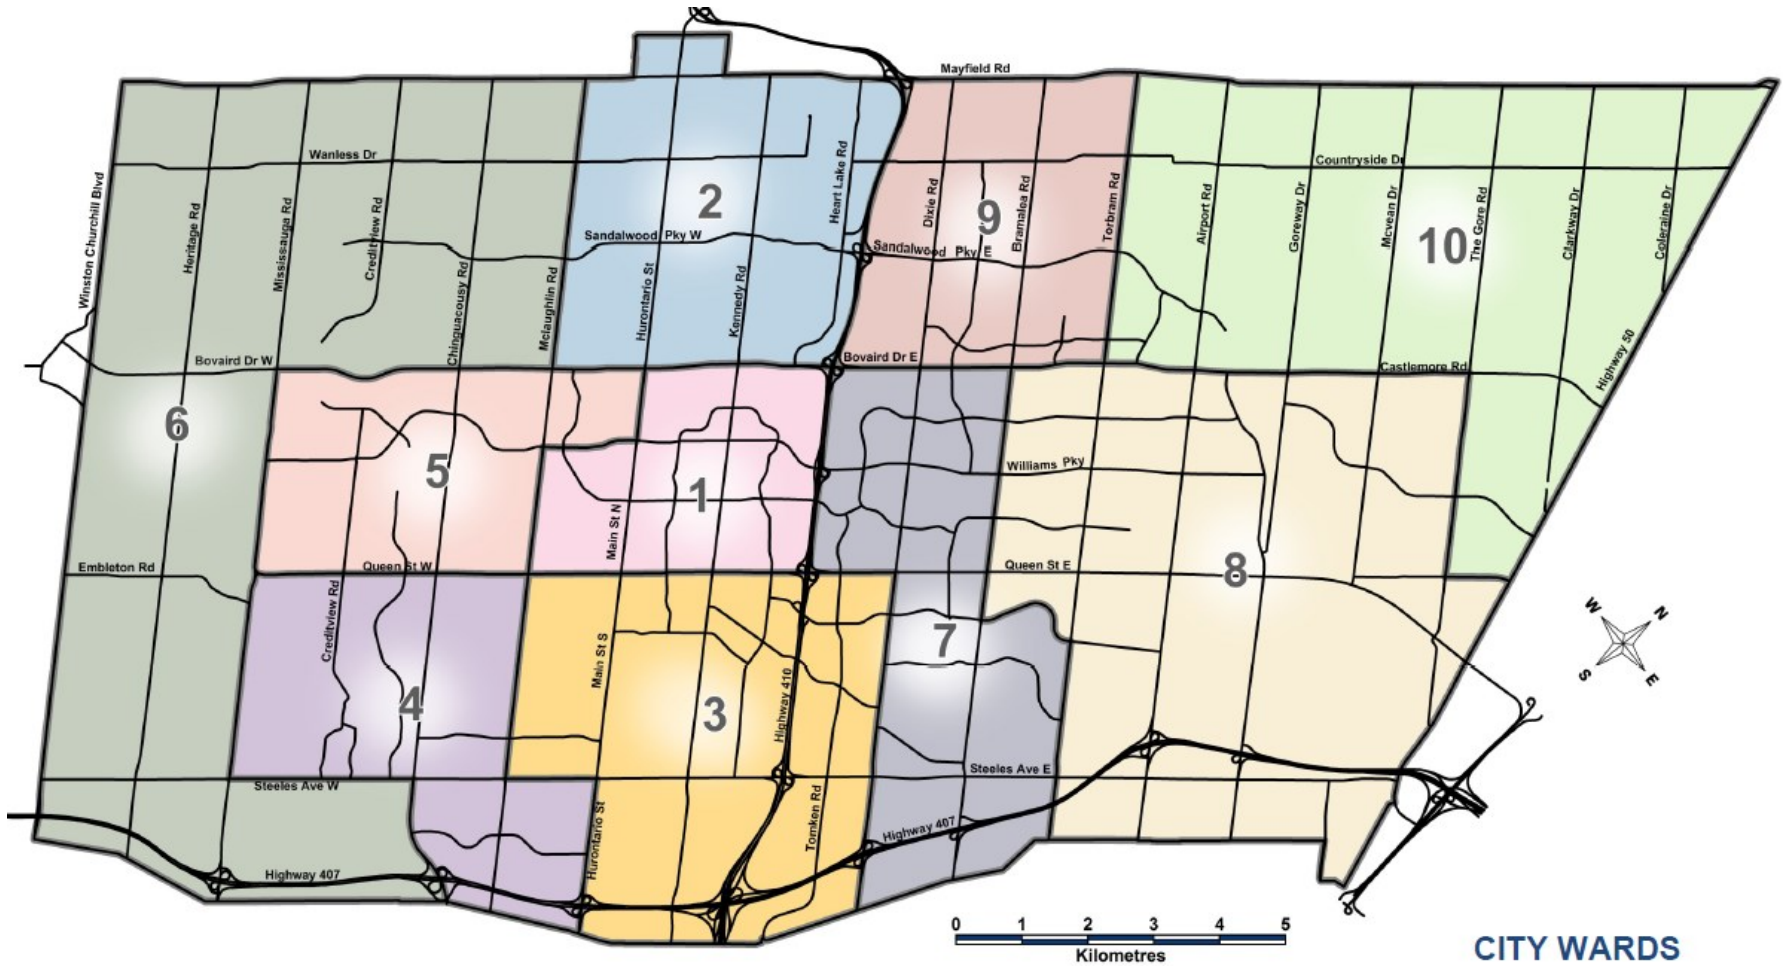 Mayfield Rd
Wanless Dr
Countryside Dr
Winston Churchill Blvd
Heritage Rd
Mississauga Rd
Creditview Rd
Chinguacousy Rd
Mclaughlin Rd
Hurontario St
Kennedy Rd
Heart Lake Rd
Dixie Rd
Bramalea Rd
Torbram Rd
Airport Rd
Goreway Dr
Mcvean Dr
The Gore Rd
Clarkway Dr
Coleraine Dr
Highway 50
2
9
10
Sandalwood Pky W
Sandalwood Pky E
Bovaird Dr W
Bovaird Dr E
Castlemore Rd
6
5
1
Williams Pky
Main St N
Embleton Rd
Queen St W
Queen St E
8
Creditview Rd
Main St S
7
4
3
Highway 410
W
N
S
E
Steeles Ave W
Steeles Ave E
Hurontario St
Tomken Rd
Highway 407
Highway 407
0 1 2 3 4 5
Kilometres
CITY WARDS